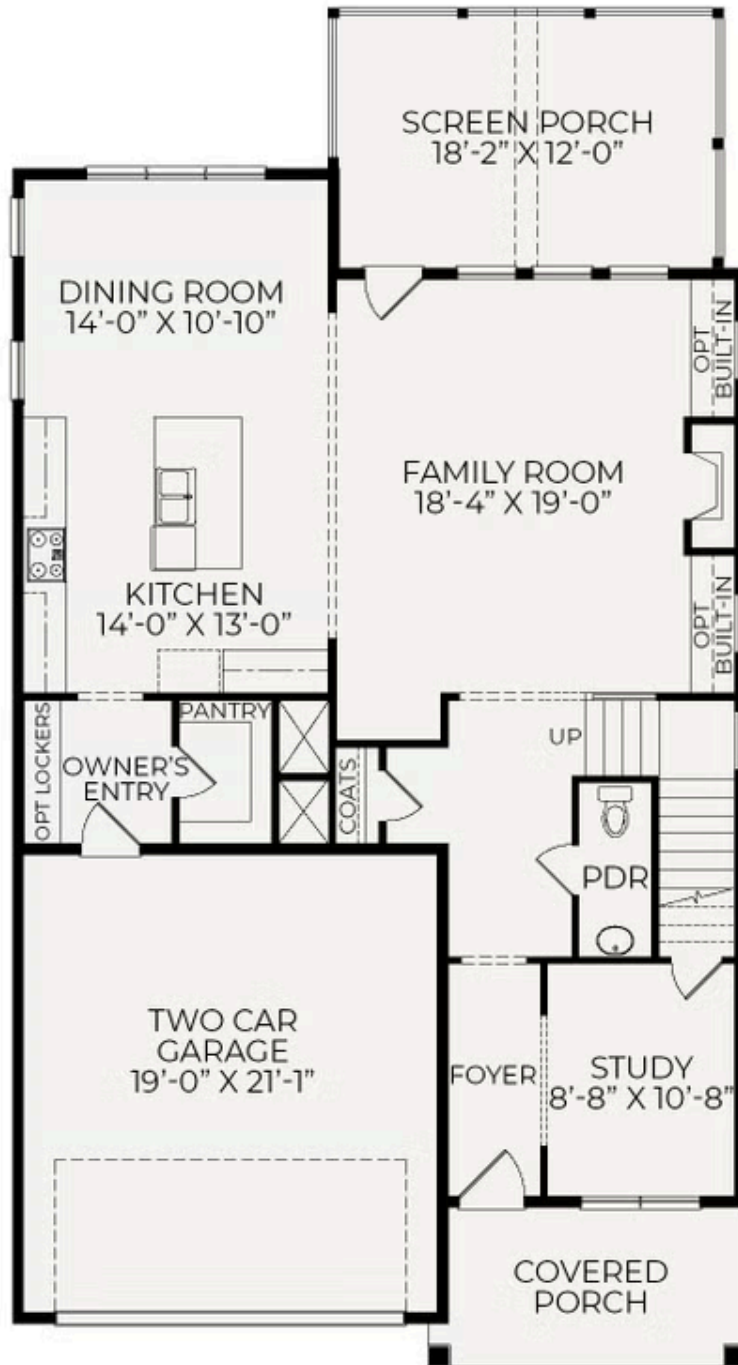 SCREEN PORCH
18'-2" X 12'-0"
DINING ROOM
14'-0" X 10'-10"
OPT
BUILT-IN
FAMILY ROOM
18'-4" X 19'-0"
KITCHEN
14'-0" X 13'-0"
OPT
BUILT-IN
OPT LOCKERS
OWNER'S
ENTRY
PANTRY
COATS
UP
PDR
TWO CAR
GARAGE
19'-0" X 21'-1"
FOYER
STUDY
8'-8" X 10'-8"
COVERED
PORCH